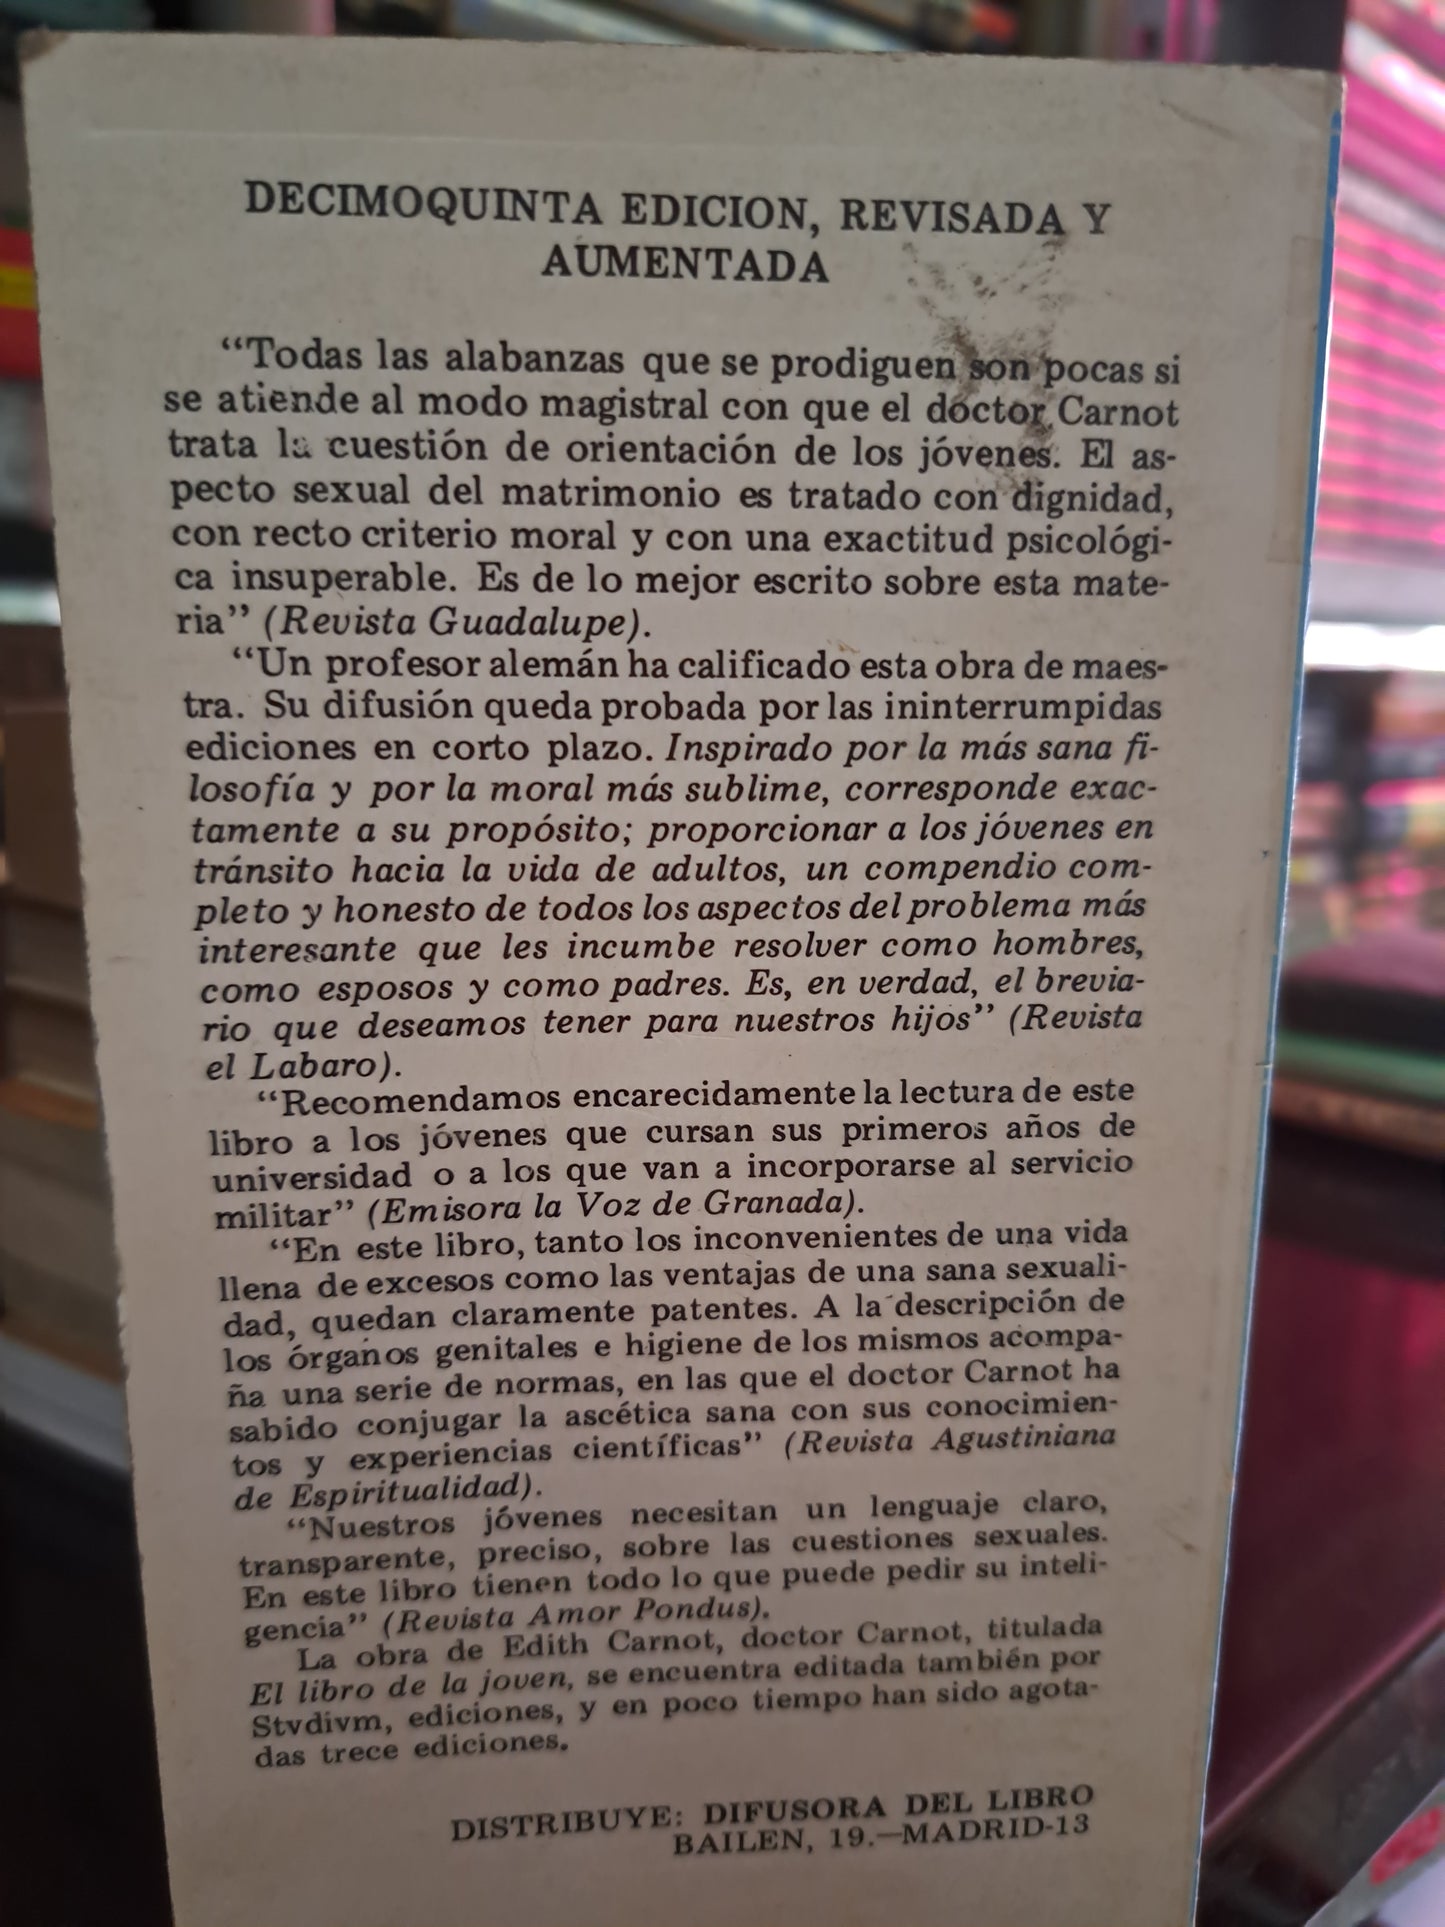 DECIMOQUINTA EDICION, REVISADA Y
AUMENTADA
“Todas las alabanzas que se prodiguen son pocas si
se atiende al modo magistral con que el doctor Carnot
trata la cuestión de orientación de los jóvenes. El as-
pecto sexual del matrimonio es tratado con dignidad,
con recto criterio moral y con una exactitud psicológi-
ca insuperable. Es de lo mejor escrito sobre esta mate-
ria” (Revista Guadalupe).
“Un profesor alemán ha calificado esta obra de maes-
tra. Su difusión queda probada por las ininterrumpidas
ediciones en corto plazo. Inspirado por la más sana fi-
losofía y por la moral más sublime, corresponde exac-
tamente a su propósito; proporcionar a los jóvenes en
tránsito hacia la vida de adultos, un compendio com-
pleto y honesto de todos los aspectos del problema más
interesante que les incumbe resolver como hombres,
como esposos y como padres. Es, en verdad, el brevia-
rio que deseamos tener para nuestros hijos” (Revista
el Labaro).
“Recomendamos encarecidamente la lectura de este
libro a los jóvenes que cursan sus primeros años de
universidad o a los que van a incorporarse al servicio
militar” (Emisora la Voz de Granada).
“En este libro, tanto los inconvenientes de una vida
llena de excesos como las ventajas de una sana sexuali-
dad, quedan claramente patentes. A la descripción de
los órganos genitales e higiene de los mismos acompa-
ña una serie de normas, en las que el doctor Carnot ha
sabido conjugar la ascética sana con sus conocimien-
tos y experiencias científicas” (Revista Agustiniana
de Espiritualidad).
“Nuestros jóvenes necesitan un lenguaje claro,
transparente, preciso, sobre las cuestiones sexuales.
En este libro tienen todo lo que puede pedir su inteli-
gencia” (Revista Amor Pondus).
La obra de Edith Carnot, doctor Carnot, titulada
El libro de la joven, se encuentra editada también por
Stvdivm, ediciones, y en poco tiempo han sido agota-
das trece ediciones.
DISTRIBUYE: DIFUSORA DEL LIBRO
BAILEN, 19.—MADRID-13